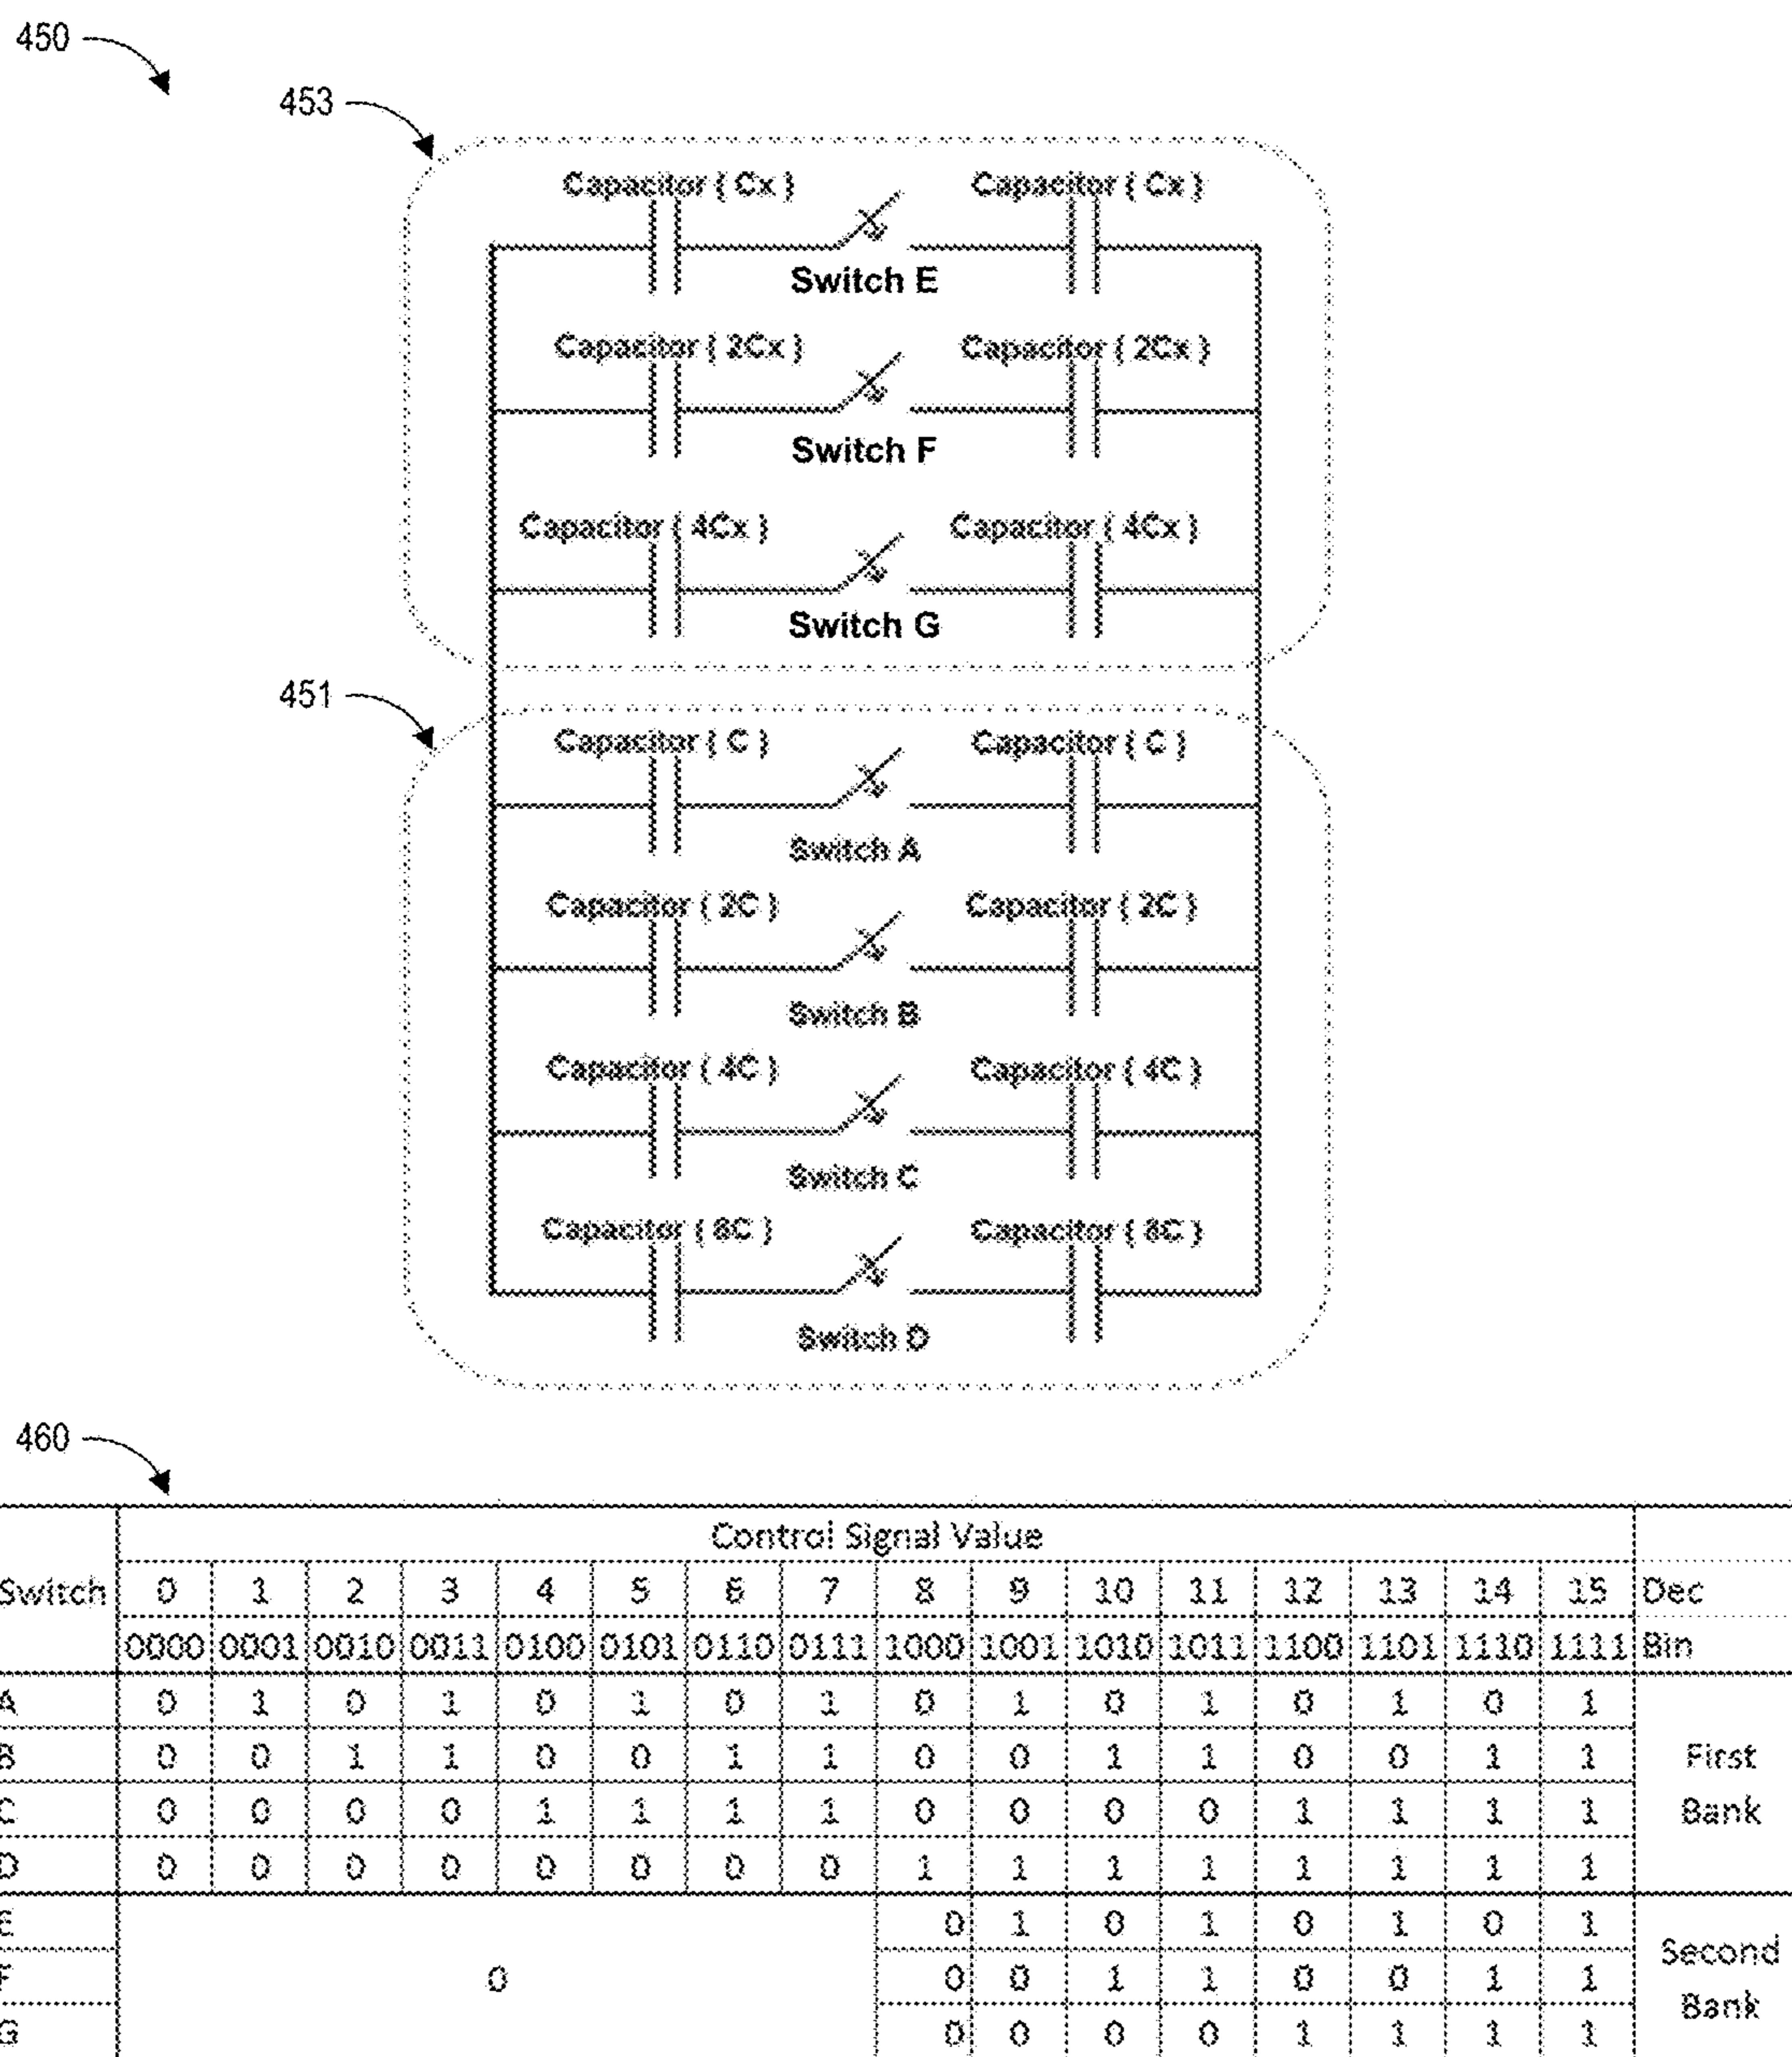 450
453
Capacitor ( Cx ) Capacitor ( Cx )
Switch E
Capacitor ( 2Cx ) Capacitor ( 2Cx )
Switch F
Capacitor ( 4Cx ) Capacitor ( 4Cx )
Switch G
451
Capacitor ( C ) Capacitor ( C )
Switch A
Capacitor ( 2C ) Capacitor ( 2C )
Switch B
Capacitor ( 4C ) Capacitor ( 4C )
Switch C
Capacitor ( 8C ) Capacitor ( 8C )
Switch D
460
Control Signal Value
Switch 0 1 2 3 4 5 6 7 8 9 10 11 12 13 14 15 Dec
0000 0001 0010 0011 0100 0101 0110 0111 1000 1001 1010 1011 1100 1101 1110 1111 Bin
A 0 1 0 1 0 1 0 1 0 1 0 1 0 1 0 1
B 0 0 1 1 0 0 1 1 0 0 1 1 0 0 1 1 First
C 0 0 0 0 1 1 1 1 0 0 0 0 1 1 1 1 Bank
D 0 0 0 0 0 0 0 0 1 1 1 1 1 1 1 1
E 0 1 0 1 0 1 0 1
F 0 0 0 1 1 0 0 1 1 Second
G 0 0 0 0 1 1 1 1 Bank